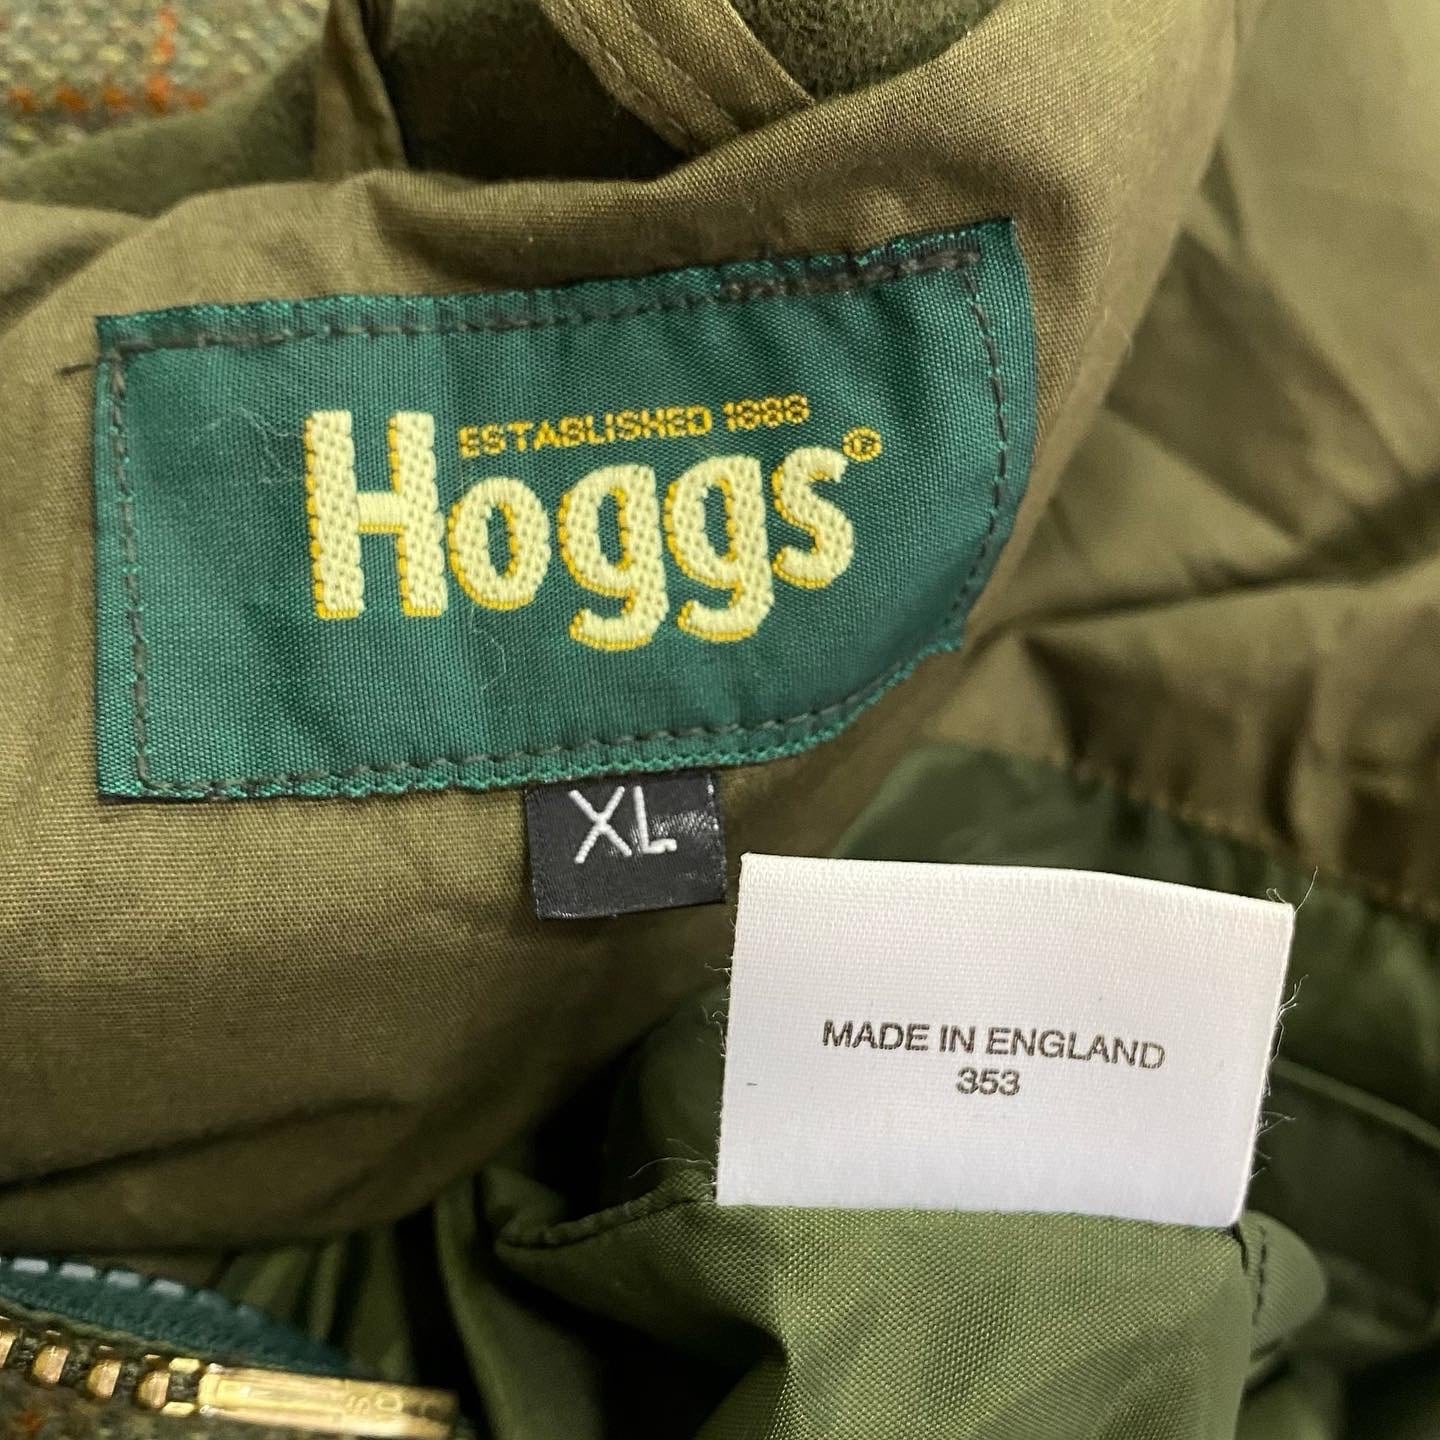 ESTABLISHED 1888
Hoggs®
XL
MADE IN ENGLAND
353